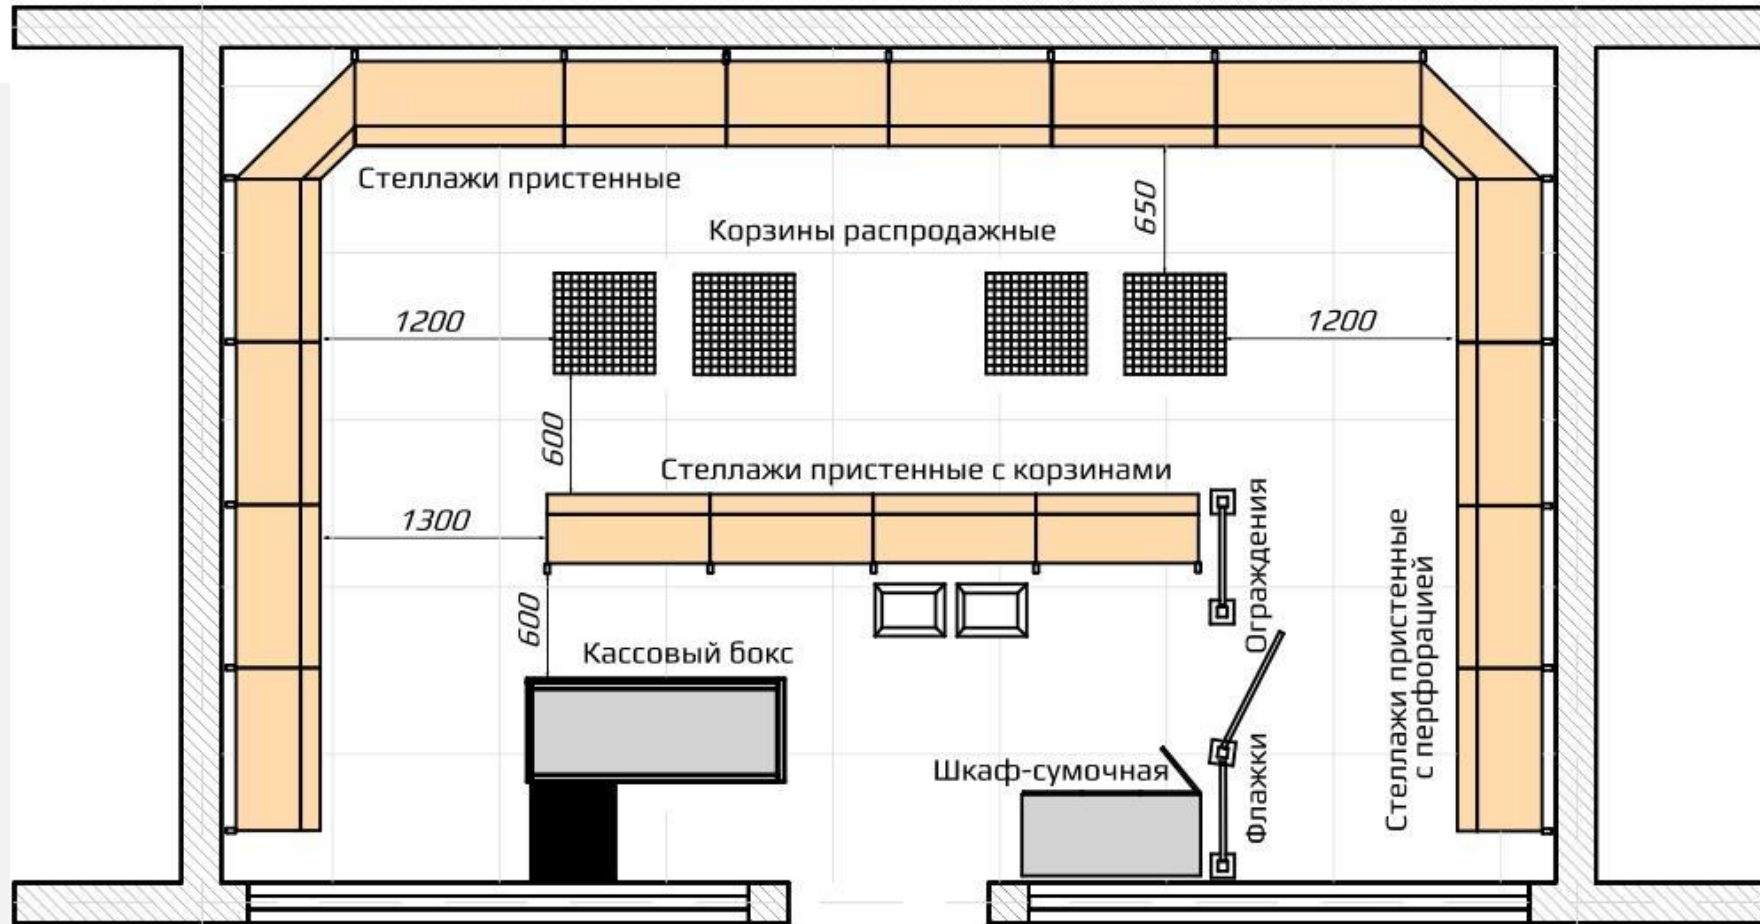 Стеллажи пристенные
650
Корзины распродажные
1200
1200
600
Стеллажи пристенные с корзинами
1300
Ограждения
Стеллажи пристенные
с перфорацией
600
Кассовый бокс
Шкаф-сумочная
Флажки